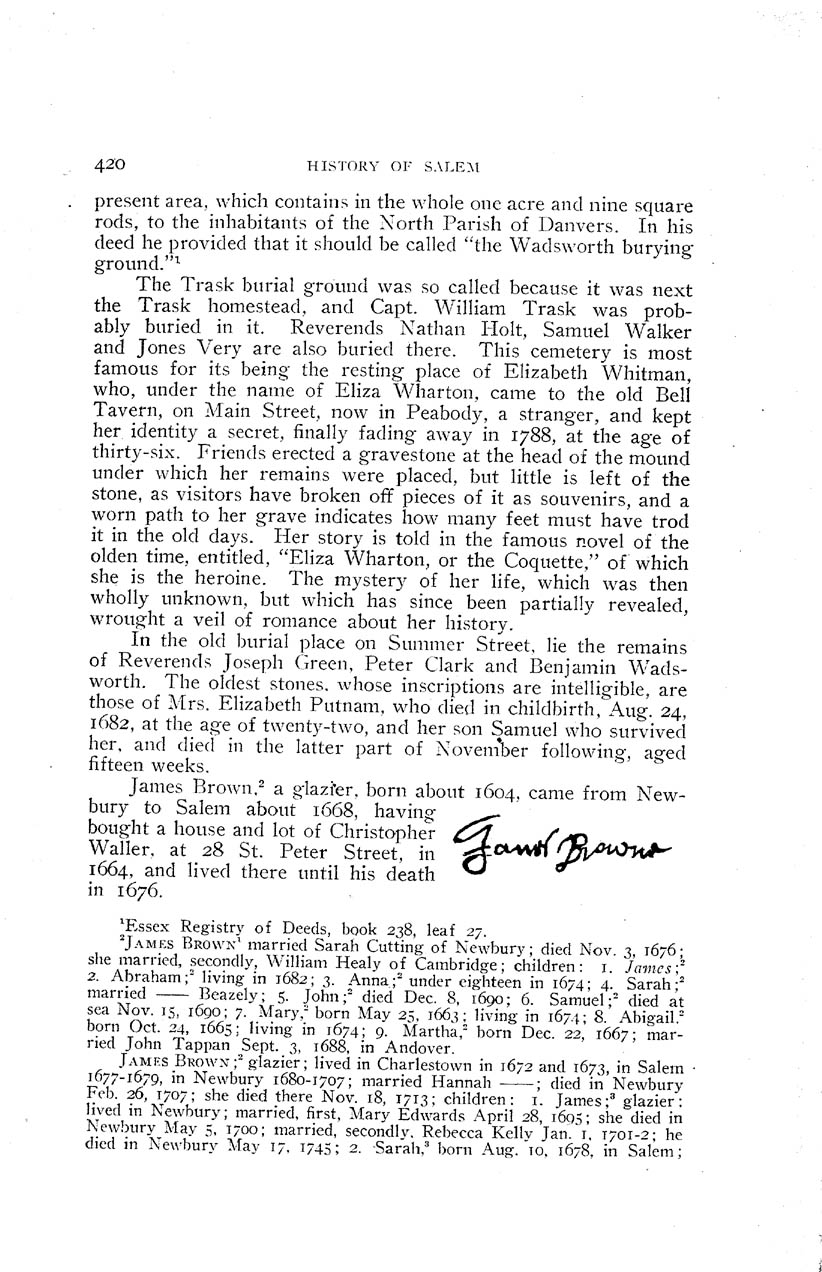 420 HISTORY OF SALEM
present area, which contains in the whole one acre and nine square
rods, to the inhabitants of the North Parish of Danvers. In his
deed he provided that it should be called “the Wadsworth burying
ground.”¹
The Trask burial ground was so called because it was next
the Trask homestead, and Capt. William Trask was prob-
ably buried in it. Reverends Nathan Holt, Samuel Walker
and Jones Very are also buried there. This cemetery is most
famous for its being the resting place of Elizabeth Whitman,
who, under the name of Eliza Wharton, came to the old Bell
Tavern, on Main Street, now in Peabody, a stranger, and kept
her identity a secret, finally fading away in 1788, at the age of
thirty-six. Friends erected a gravestone at the head of the mound
under which her remains were placed, but little is left of the
stone, as visitors have broken off pieces of it as souvenirs, and a
worn path to her grave indicates how many feet must have trod
it in the old days. Her story is told in the famous novel of the
olden time, entitled, “Eliza Wharton, or the Coquette,” of which
she is the heroine. The mystery of her life, which was then
wholly unknown, but which has since been partially revealed,
wrought a veil of romance about her history.
In the old burial place on Summer Street, lie the remains
of Reverends Joseph Green, Peter Clark and Benjamin Wads-
worth. The oldest stones, whose inscriptions are intelligible, are
those of Mrs. Elizabeth Putnam, who died in childbirth, Aug. 24,
1682, at the age of twenty-two, and her son Samuel who survived
her, and died in the latter part of November following, aged
fifteen weeks.
James Brown,² a glazier, born about 1604, came from New-
bury to Salem about 1668, having
bought a house and lot of Christopher
Waller, at 28 St. Peter Street, in
1664, and lived there until his death
in 1676.
James Browne
¹Essex Registry of Deeds, book 238, leaf 27.
²JAMES BROWN¹ married Sarah Cutting of Newbury; died Nov. 3, 1676;
she married, secondly, William Healy of Cambridge; children: 1. James;²
2. Abraham;² living in 1682; 3. Anna;² under eighteen in 1674; 4. Sarah;²
married —— Beazely; 5. John;² died Dec. 8, 1690; 6. Samuel;² died at
sea Nov. 15, 1690; 7. Mary,² born May 25, 1663; living in 1674; 8. Abigail.²
born Oct. 24, 1665; living in 1674; 9. Martha,² born Dec. 22, 1667; mar-
ried John Tappan Sept. 3, 1688, in Andover.
JAMES BROWN;² glazier; lived in Charlestown in 1672 and 1673, in Salem
1677-1679, in Newbury 1680-1707; married Hannah ——; died in Newbury
Feb. 26, 1707; she died there Nov. 18, 1713; children: 1. James;³ glazier:
lived in Newbury; married, first, Mary Edwards April 28, 1695; she died in
Newbury May 5, 1700; married, secondly, Rebecca Kelly Jan. 1, 1701-2; he
died in Newbury May 17, 1745; 2. Sarah,³ born Aug. 10, 1678, in Salem;